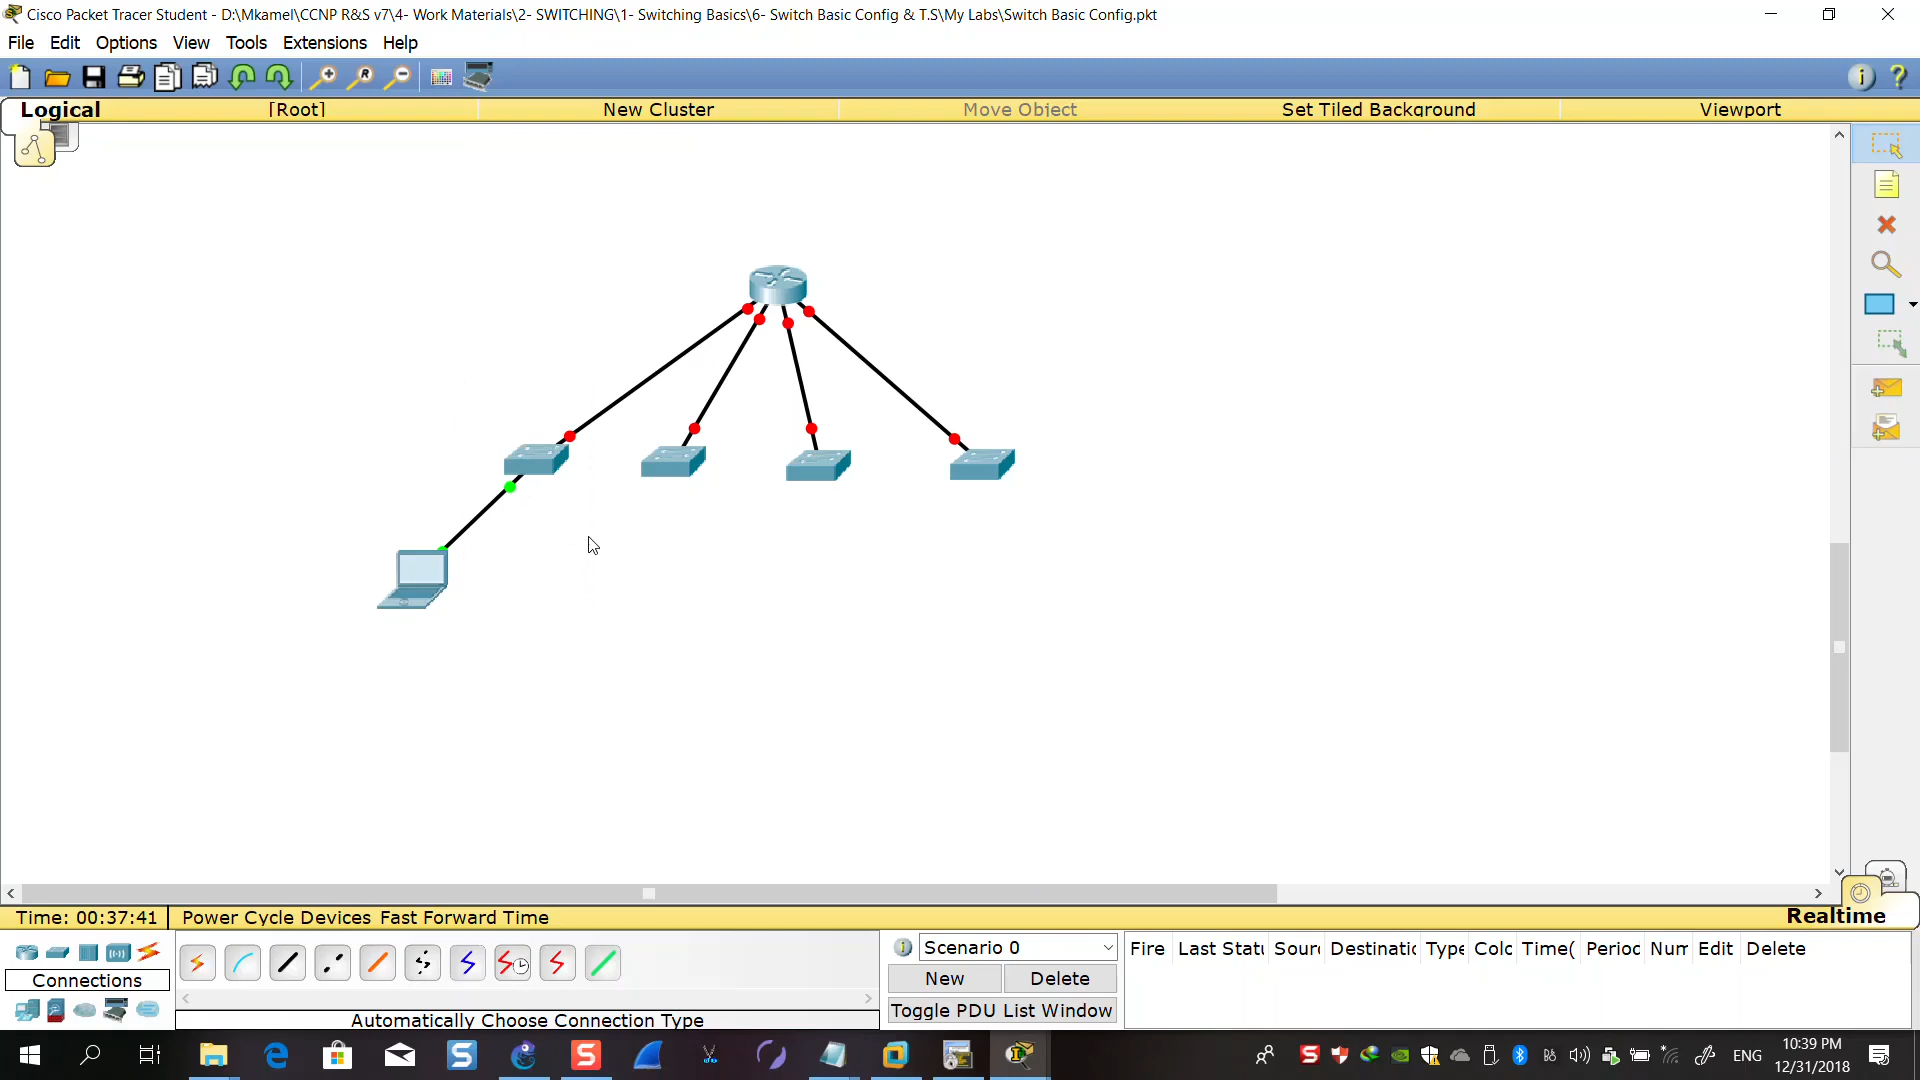 Cisco Packet Tracer Student - D:\Mkamel\CCNP R&S v7\4- Work Materials\2- SWITCHING\1- Switching Basics\6- Switch Basic Config & T.S\My Labs\Switch Basic Config.pkt
File Edit Options View Tools Extensions Help
Logical [Root] New Cluster Move Object Set Tiled Background Viewport
Time: 00:37:41 Power Cycle Devices Fast Forward Time Realtime
Connections
Automatically Choose Connection Type
Scenario 0
New Delete
Toggle PDU List Window
Fire Last Statu Sourc Destinatic Type Colc Time( Perioc Num Edit Delete
ENG
10:39 PM
12/31/2018